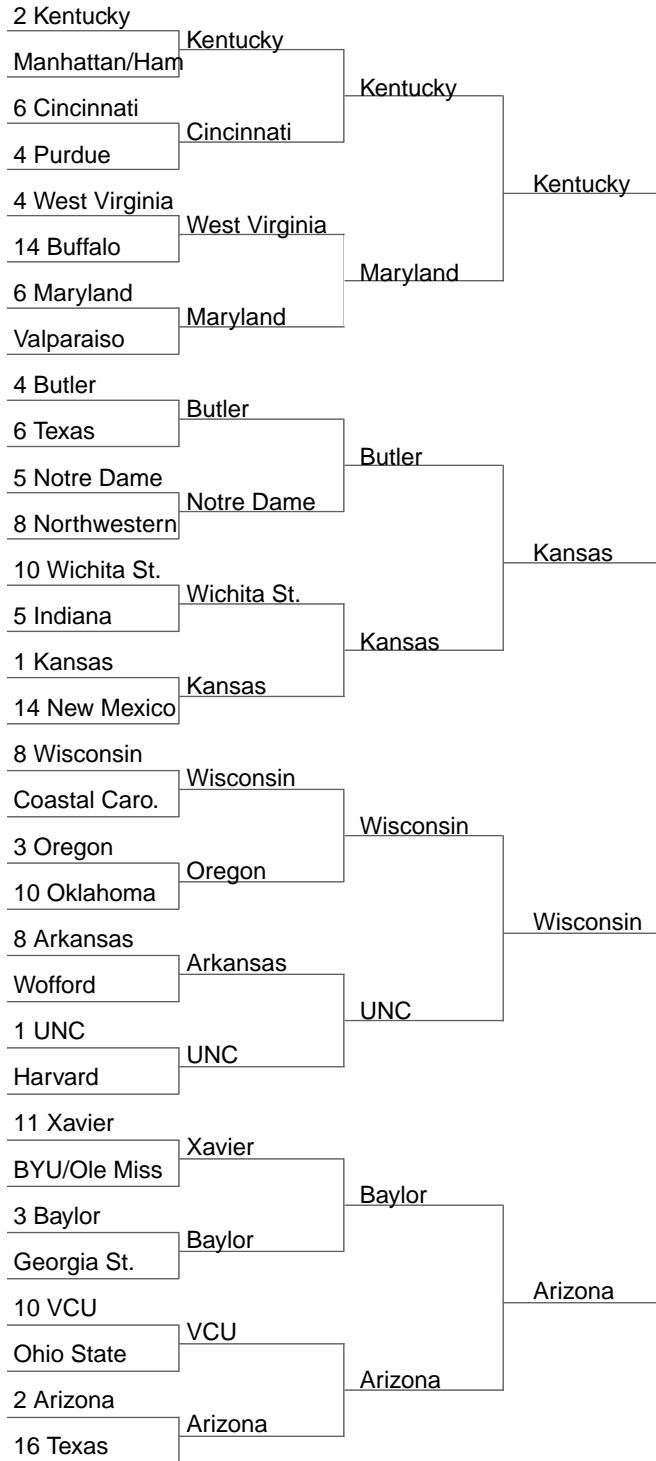 2 Kentucky
Kentucky
Manhattan/Ham
Kentucky
6 Cincinnati
Cincinnati
4 Purdue
Kentucky
4 West Virginia
West Virginia
14 Buffalo
Maryland
6 Maryland
Maryland
Valparaiso
4 Butler
Butler
6 Texas
Butler
5 Notre Dame
Notre Dame
8 Northwestern
Kansas
10 Wichita St.
Wichita St.
5 Indiana
Kansas
1 Kansas
Kansas
14 New Mexico
8 Wisconsin
Wisconsin
Coastal Caro.
Wisconsin
3 Oregon
Oregon
10 Oklahoma
Wisconsin
8 Arkansas
Arkansas
Wofford
UNC
1 UNC
UNC
Harvard
11 Xavier
Xavier
BYU/Ole Miss
Baylor
3 Baylor
Baylor
Georgia St.
Arizona
10 VCU
VCU
Ohio State
Arizona
2 Arizona
Arizona
16 Texas